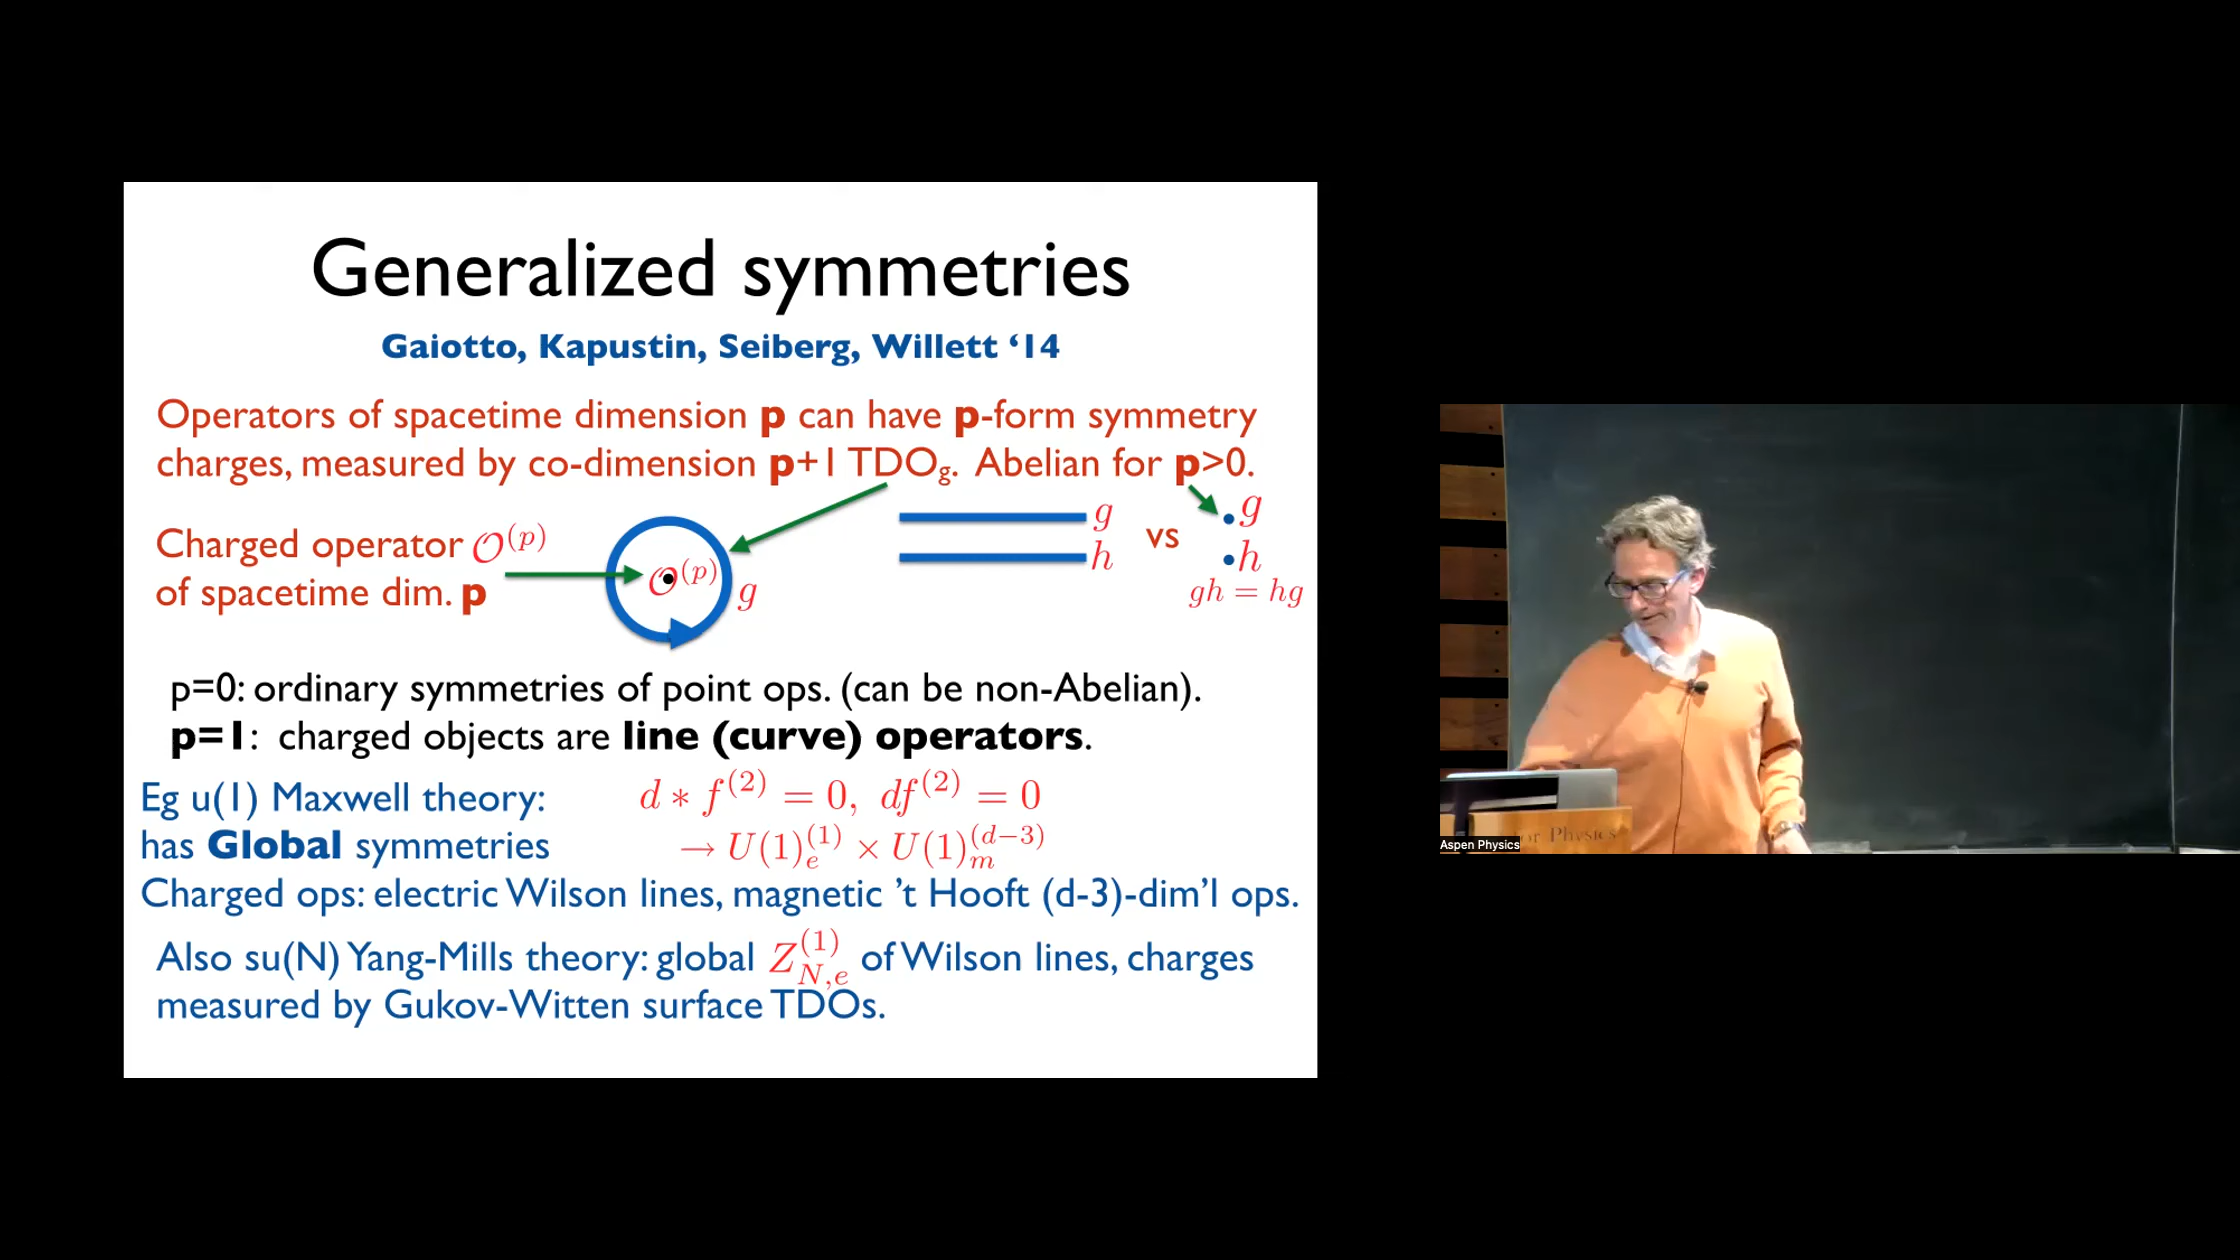 Generalized symmetries
Gaiotto, Kapustin, Seiberg, Willett ‘14
Operators of spacetime dimension p can have p-form symmetry
charges, measured by co-dimension p+1 TDO_g. Abelian for p>0.
Charged operator 𝒪^{(p)}
of spacetime dim. p
𝒪^{(p)}
g
g
h
vs
g
h
gh = hg
p=0: ordinary symmetries of point ops. (can be non-Abelian).
p=1: charged objects are line (curve) operators.
Eg u(1) Maxwell theory: d ∗ f^{(2)} = 0, df^{(2)} = 0
has Global symmetries → U(1)_e^{(1)} × U(1)_m^{(d−3)}
Charged ops: electric Wilson lines, magnetic ’t Hooft (d-3)-dim’l ops.
Also su(N) Yang-Mills theory: global Z_{N,e}^{(1)} of Wilson lines, charges
measured by Gukov-Witten surface TDOs.
or Physics
Aspen Physics